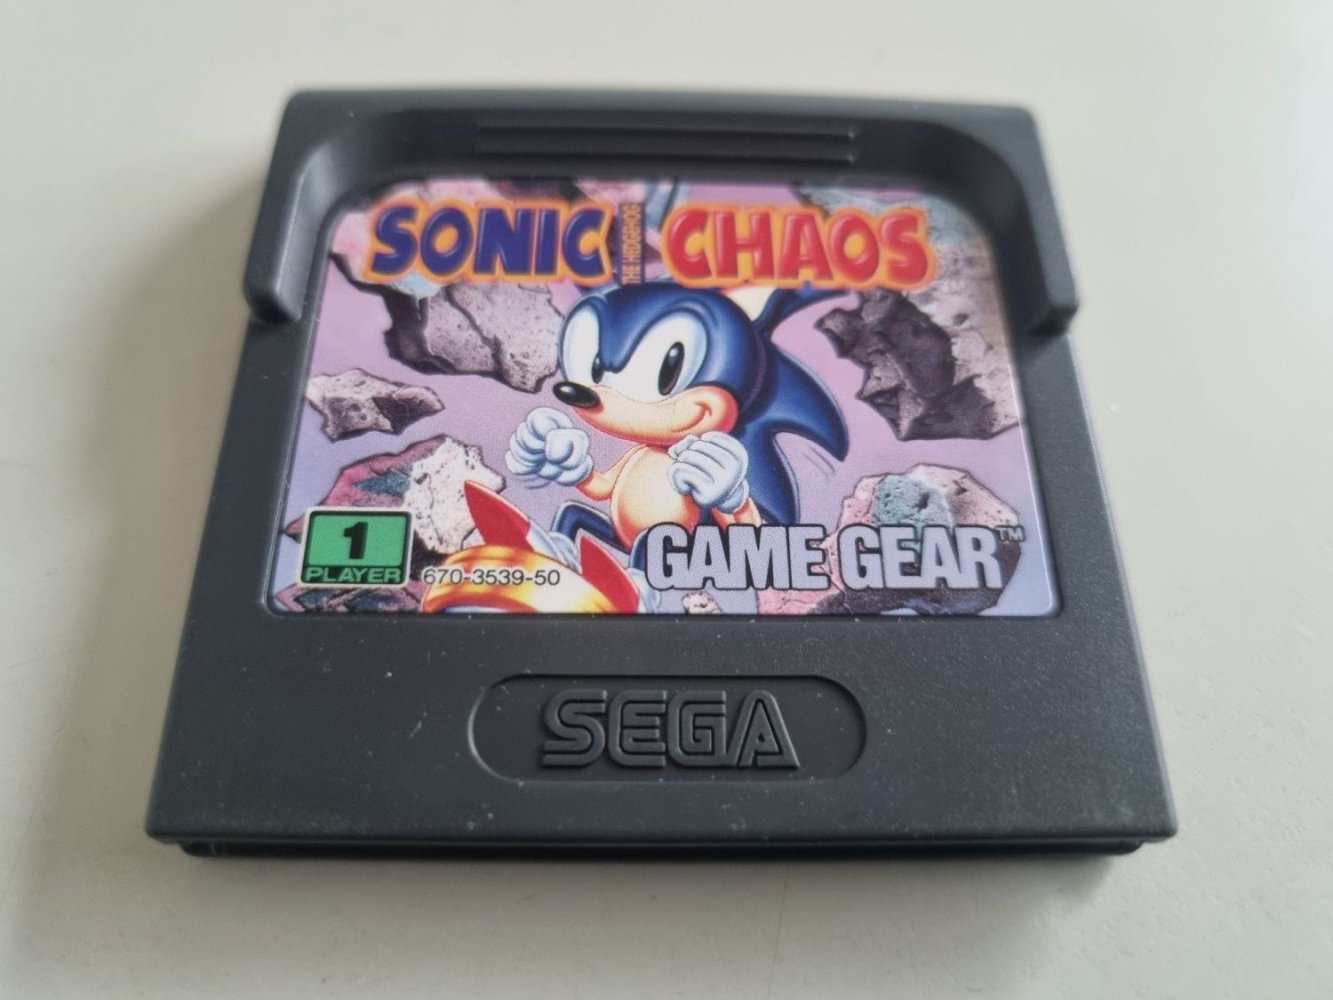 SONIC THE HEDGEHOG CHAOS
1
PLAYER
670-3539-50
GAME GEAR™
SEGA